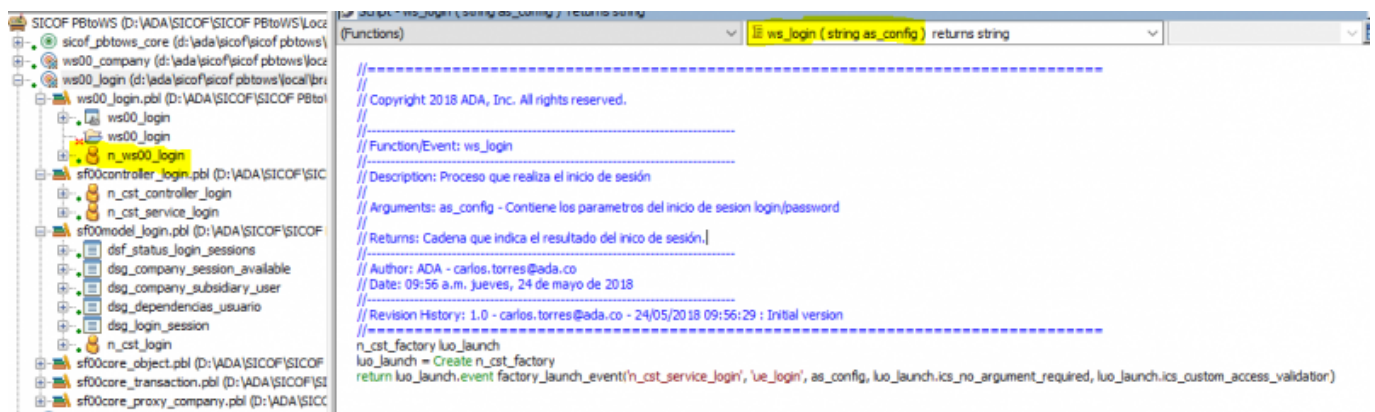 SICOF PBtoWS (D:\ADA\SICOF\SICOF PBtoWS\Loca
sicof_pbtows_core (d:\ada\sicof\sicof pbtows\
ws00_company (d:\ada\sicof\sicof pbtows\loca
ws00_login (d:\ada\sicof\sicof pbtows\local\bra
ws00_login.pbl (D:\ADA\SICOF\SICOF PBtoW
ws00_login
ws00_login
n_ws00_login
sf00controller_login.pbl (D:\ADA\SICOF\SIC
n_cst_controller_login
n_cst_service_login
sf00model_login.pbl (D:\ADA\SICOF\SICOF
dsf_status_login_sessions
dsg_company_session_available
dsg_company_subsidiary_user
dsg_dependencias_usuario
dsg_login_session
n_cst_login
sf00core_object.pbl (D:\ADA\SICOF\SICOF
sf00core_transaction.pbl (D:\ADA\SICOF\SI
sf00core_proxy_company.pbl (D:\ADA\SICO
Script - ws_login ( string as_config ) returns string
(Functions)
ws_login ( string as_config ) returns string
//==============================================================================
//
// Copyright 2018 ADA, Inc. All rights reserved.
//
//------------------------------------------------------------------------------
// Function/Event: ws_login
//------------------------------------------------------------------------------
// Description: Proceso que realiza el inicio de sesión
//
// Arguments: as_config - Contiene los parametros del inicio de sesion login/password
//
// Returns: Cadena que indica el resultado del inico de sesión.
//------------------------------------------------------------------------------
// Author: ADA - carlos.torres@ada.co
// Date: 09:56 a.m. jueves, 24 de mayo de 2018
//------------------------------------------------------------------------------
// Revision History: 1.0 - carlos.torres@ada.co - 24/05/2018 09:56:29 : Initial version
//==============================================================================
n_cst_factory luo_launch
luo_launch = Create n_cst_factory
return luo_launch.event factory_launch_event('n_cst_service_login', 'ue_login', as_config, luo_launch.ics_no_argument_required, luo_launch.ics_custom_access_validation)